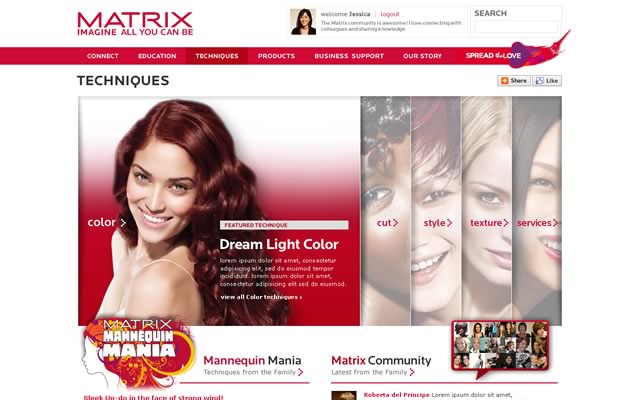 MATRIX
IMAGINE ALL YOU CAN BE
welcome Jessica | logout
The Matrix community is awesome! I love connecting with
colleagues and sharing knowledge
SEARCH
CONNECT
EDUCATION
TECHNIQUES
PRODUCTS
BUSINESS SUPPORT
OUR STORY
SPREAD the LOVE
TECHNIQUES
Share
Like
color >
cut >
style >
texture >
services >
FEATURED TECHNIQUE
Dream Light Color
lorem ipsum dolor sit amet, consectetur
adipisicing elit, sed do eiusmod tempor
incididunt. lorem ipsum dolor sit amet,
consectetur adipisicing elit, sed eiusmod.
view all Color techniques >
MATRIX
MANNEQUIN
MANIA
Mannequin Mania
Techniques from the Family >
Matrix Community
Latest from the Family >
Sleek Un-do in the face of strong wind!
Roberta del Principe Lorem ipsum dolor sit amet,